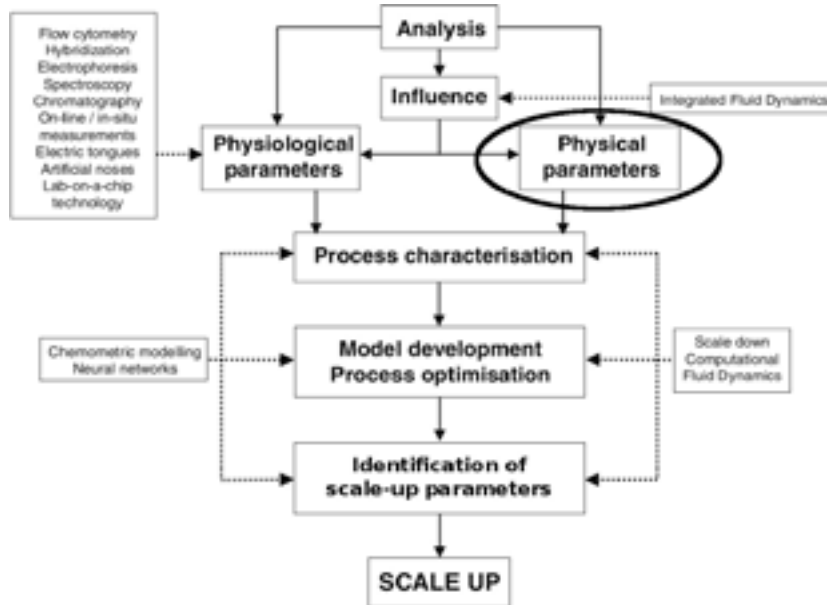 Analysis
Flow cytometry
Hybridization
Electrophoresis
Spectroscopy
Chromatography
On-line / in-situ
measurements
Electric tongues
Artificial noses
Lab-on-a-chip
technology
Influence
Integrated Fluid Dynamics
Physiological
parameters
Physical
parameters
Process characterisation
Chemometric modelling
Neural networks
Model development
Process optimisation
Scale down
Computational
Fluid Dynamics
Identification of
scale-up parameters
SCALE UP